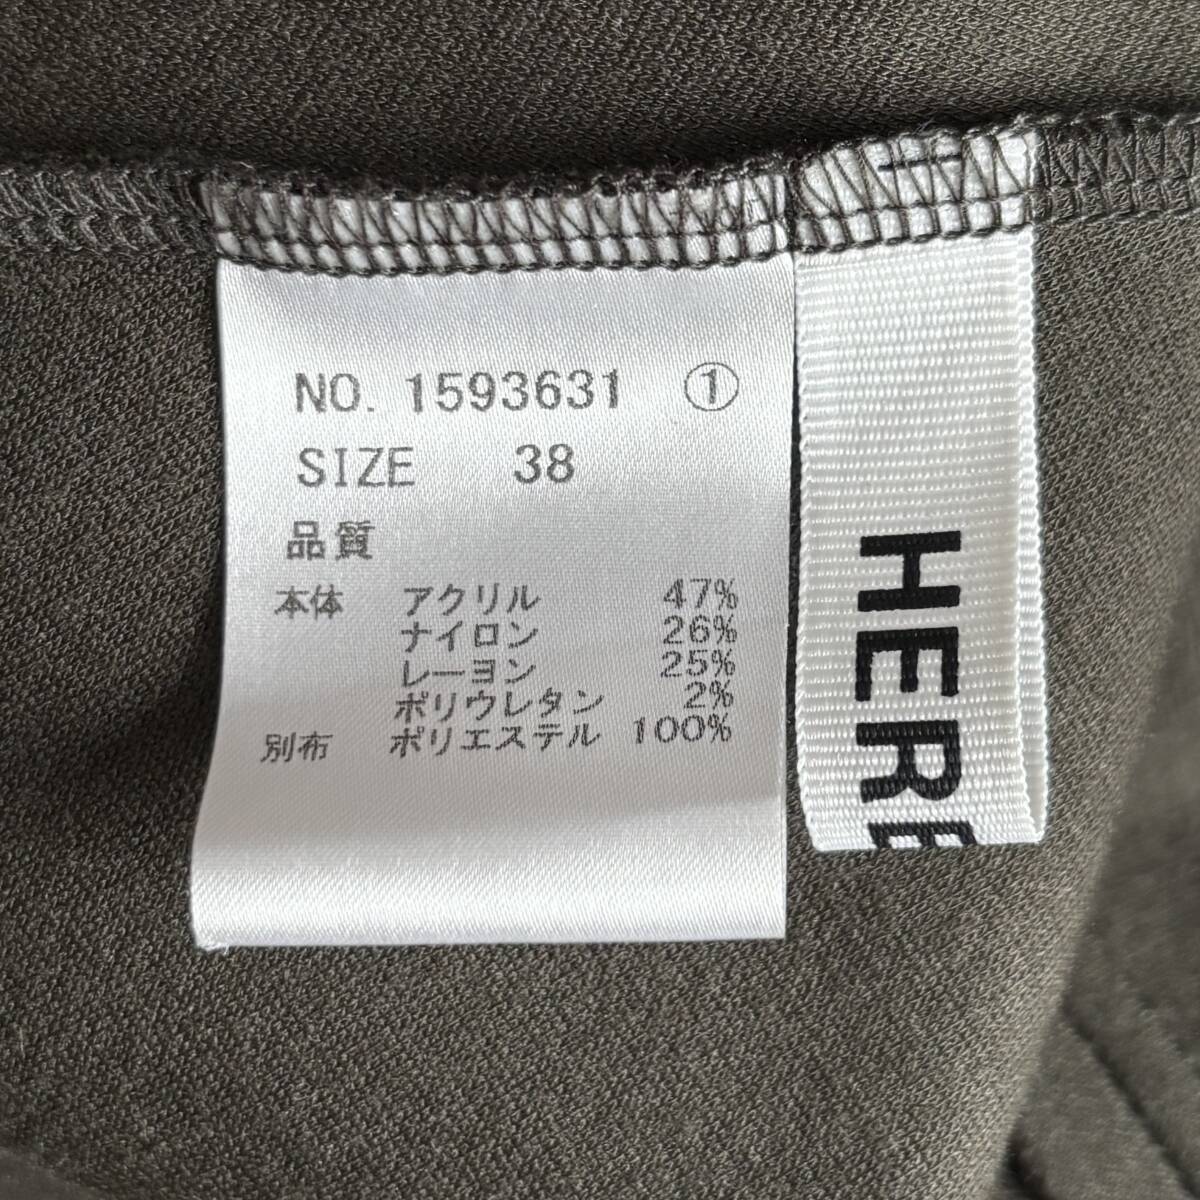 NO. 1593631 ①
SIZE 38
品質
本体 アクリル 47%
ナイロン 26%
レーヨン 25%
ポリウレタン 2%
別布 ポリエステル 100%
HERE